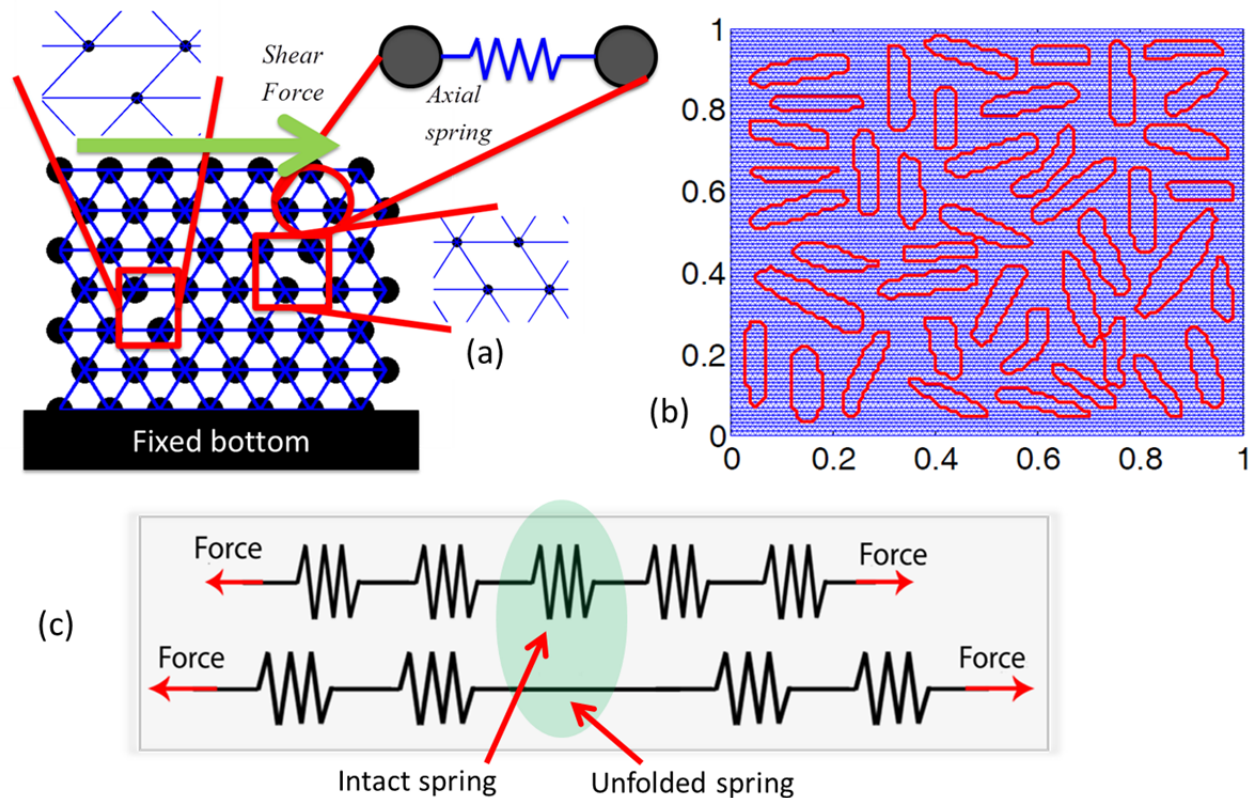 Shear
Force
Axial
spring
(a)
Fixed bottom
1
0.8
0.6
0.4
0.2
0
0
0.2
0.4
0.6
0.8
1
(b)
(c)
Force
Force
Force
Force
Intact spring
Unfolded spring